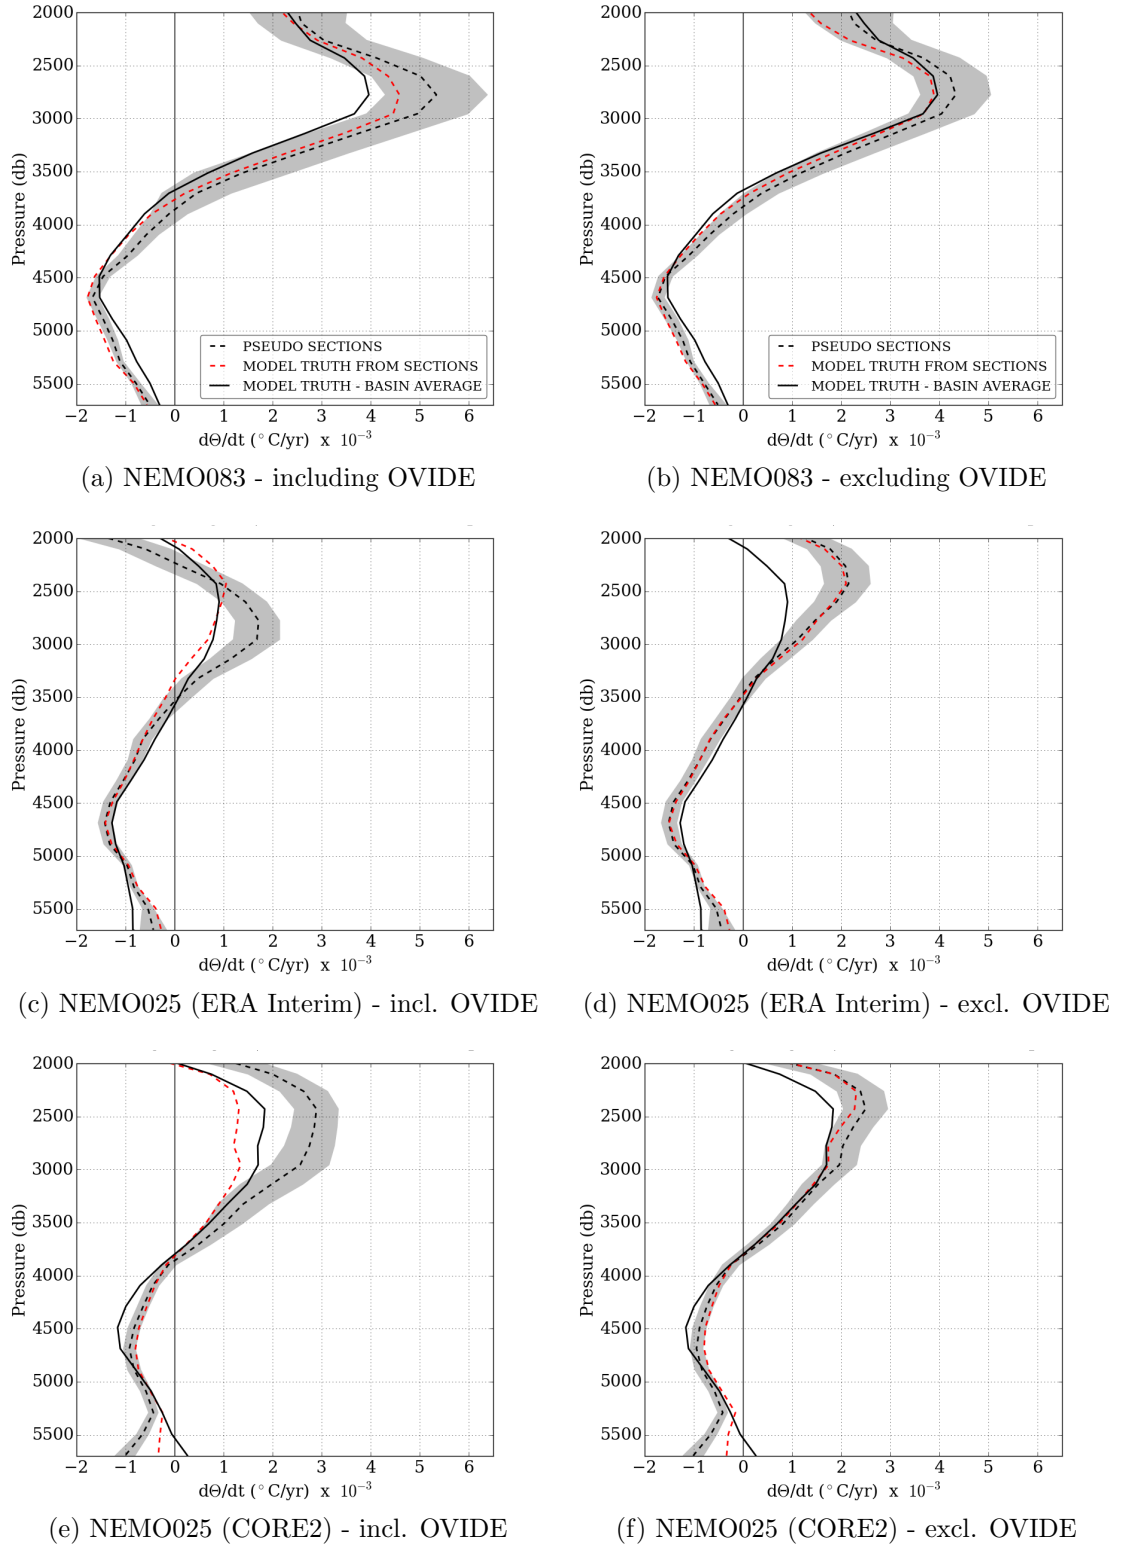 2000
2500
3000
3500
4000
4500
5000
5500
Pressure (db)
−2 −1 0 1 2 3 4 5 6
dΘ/dt (°C/yr) x 10⁻³
PSEUDO SECTIONS
MODEL TRUTH FROM SECTIONS
MODEL TRUTH - BASIN AVERAGE
(a) NEMO083 - including OVIDE
2000
2500
3000
3500
4000
4500
5000
5500
Pressure (db)
−2 −1 0 1 2 3 4 5 6
dΘ/dt (°C/yr) x 10⁻³
PSEUDO SECTIONS
MODEL TRUTH FROM SECTIONS
MODEL TRUTH - BASIN AVERAGE
(b) NEMO083 - excluding OVIDE
2000
2500
3000
3500
4000
4500
5000
5500
Pressure (db)
−2 −1 0 1 2 3 4 5 6
dΘ/dt (°C/yr) x 10⁻³
(c) NEMO025 (ERA Interim) - incl. OVIDE
2000
2500
3000
3500
4000
4500
5000
5500
Pressure (db)
−2 −1 0 1 2 3 4 5 6
dΘ/dt (°C/yr) x 10⁻³
(d) NEMO025 (ERA Interim) - excl. OVIDE
2000
2500
3000
3500
4000
4500
5000
5500
Pressure (db)
−2 −1 0 1 2 3 4 5 6
dΘ/dt (°C/yr) x 10⁻³
(e) NEMO025 (CORE2) - incl. OVIDE
2000
2500
3000
3500
4000
4500
5000
5500
Pressure (db)
−2 −1 0 1 2 3 4 5 6
dΘ/dt (°C/yr) x 10⁻³
(f) NEMO025 (CORE2) - excl. OVIDE